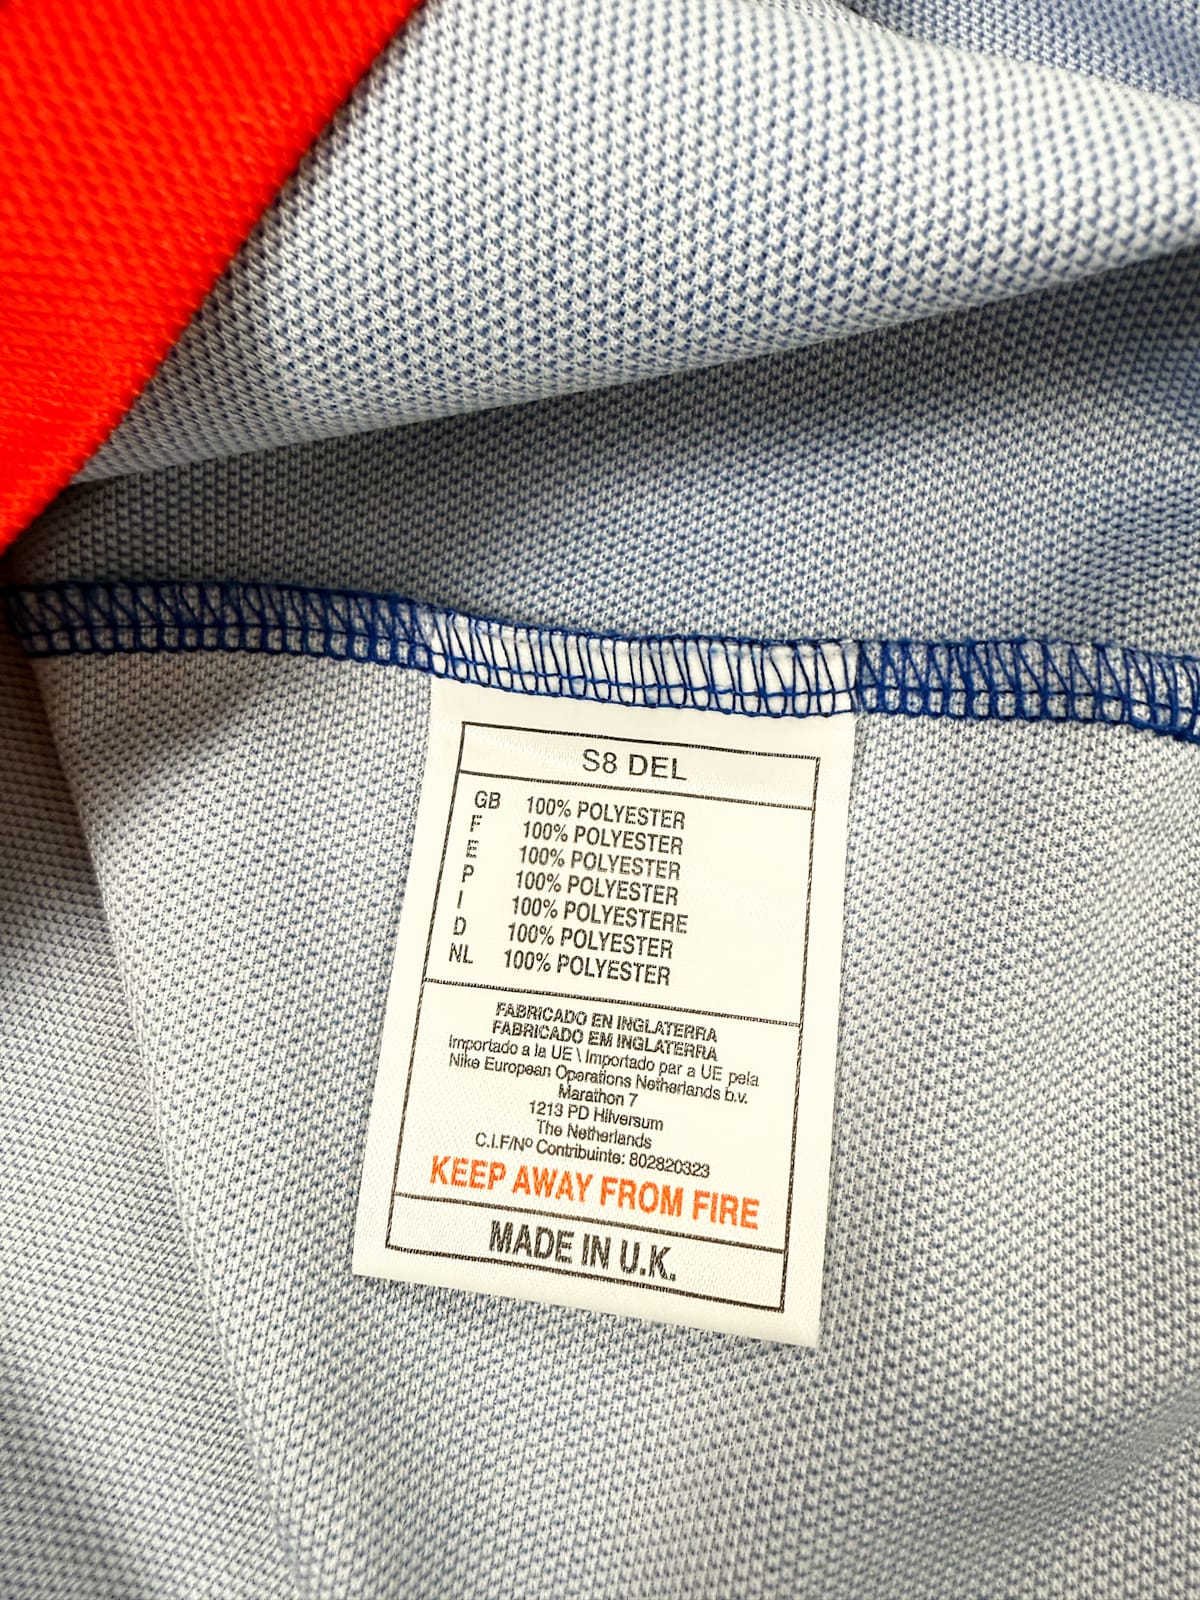 S8 DEL
GB 100% POLYESTER
F 100% POLYESTER
E 100% POLYESTER
P 100% POLYESTER
I 100% POLYESTERE
D 100% POLYESTER
NL 100% POLYESTER
FABRICADO EN INGLATERRA
FABRICADO EM INGLATERRA
Importado a la UE \ Importado par a UE pela
Nike European Operations Netherlands b.v.
Marathon 7
1213 PD Hilversum
The Netherlands
C.I.F/Nº Contribuinte: 802820323
KEEP AWAY FROM FIRE
MADE IN U.K.